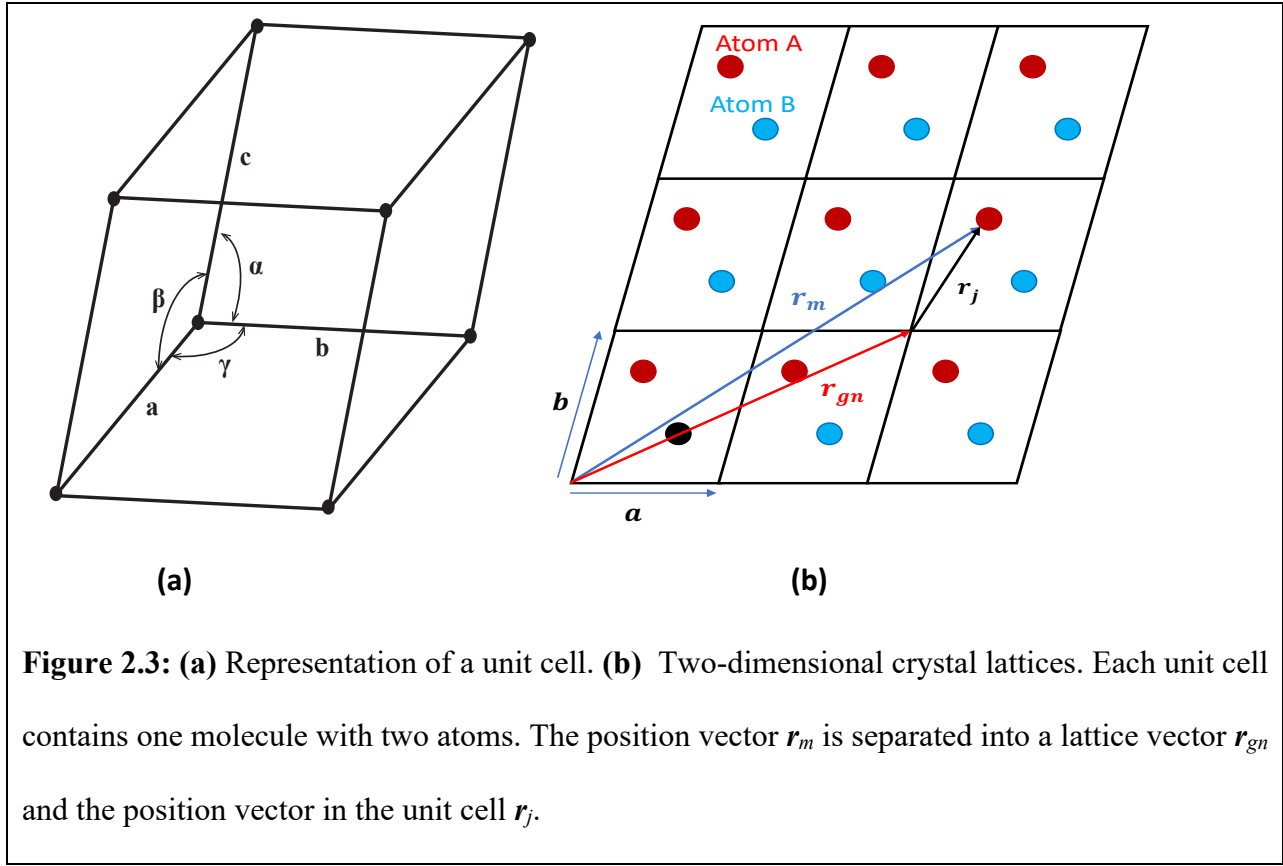 c
α
β
b
γ
a
(a)
Atom A
Atom B
r_m
r_j
r_gn
b
a
(b)
Figure 2.3: (a) Representation of a unit cell. (b) Two-dimensional crystal lattices. Each unit cell
contains one molecule with two atoms. The position vector r_m is separated into a lattice vector r_gn
and the position vector in the unit cell r_j.